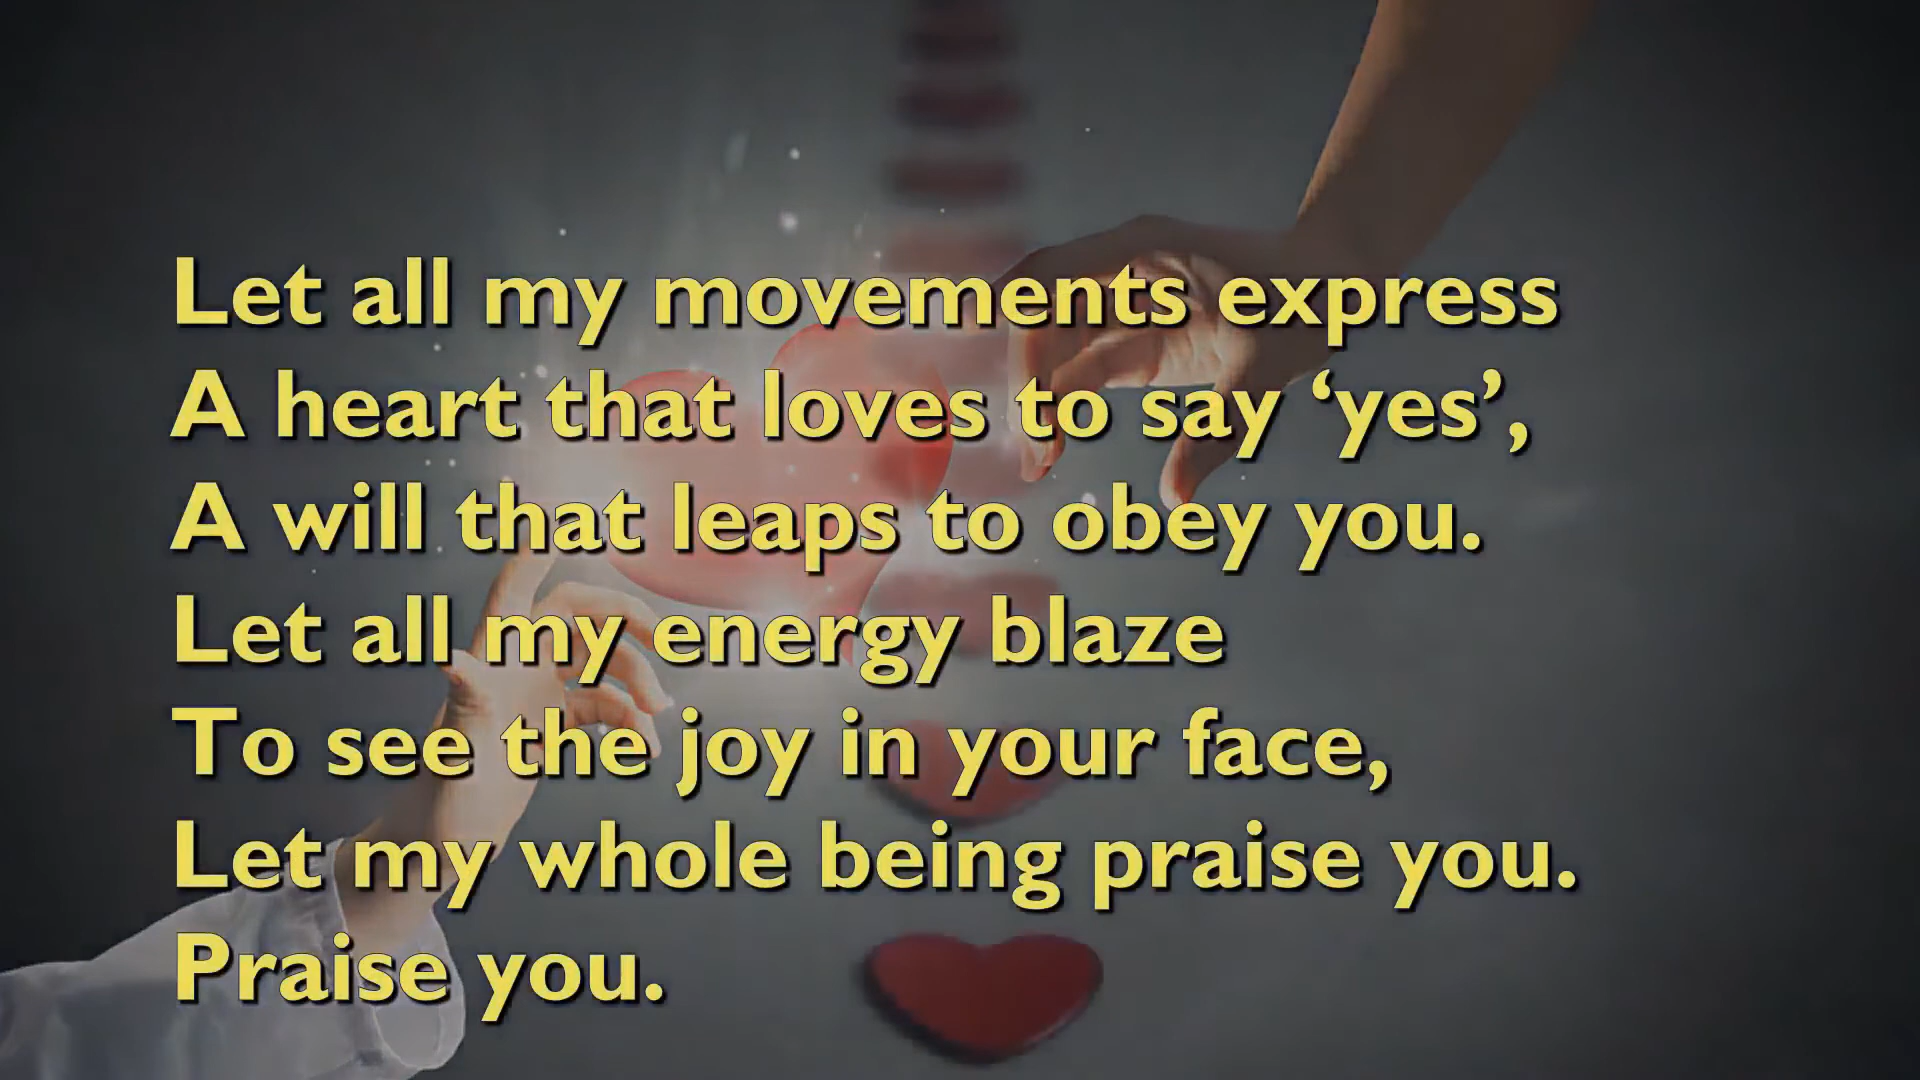 Let all my movements express
A heart that loves to say ‘yes’,
A will that leaps to obey you.
Let all my energy blaze
To see the joy in your face,
Let my whole being praise you.
Praise you.